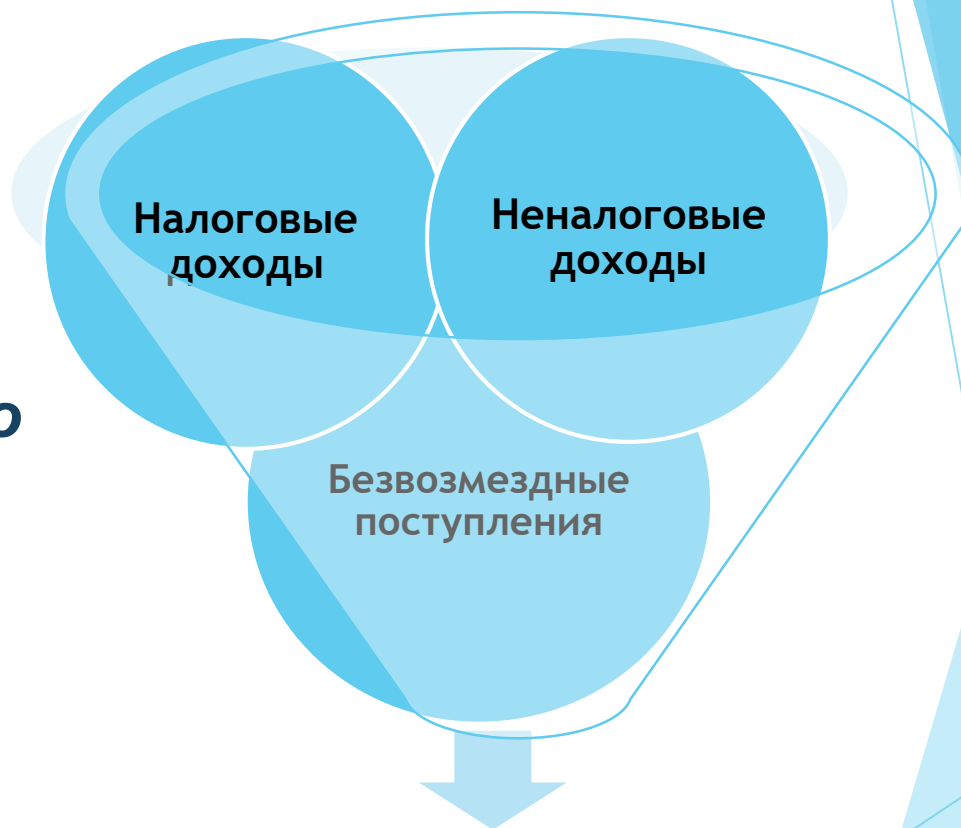 Налоговые
доходы
Неналоговые
доходы
о
Безвозмездные
поступления